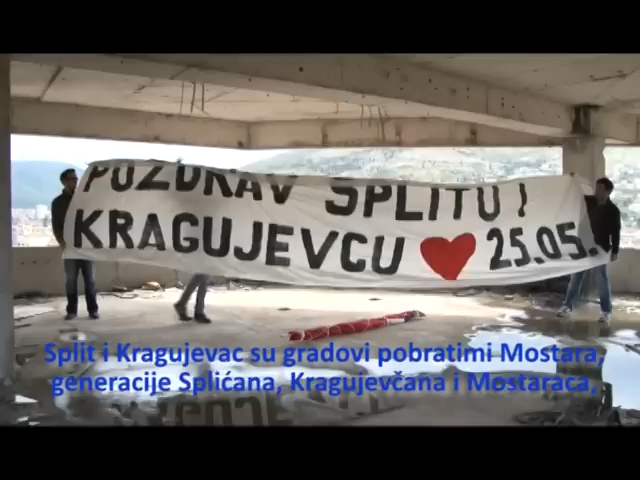 POZDRAV SPLITU I
KRAGUJEVCU ❤ 25.05.
Split i Kragujevac su gradovi pobratimi Mostara,
generacije Splićana, Kragujevčana i Mostaraca,